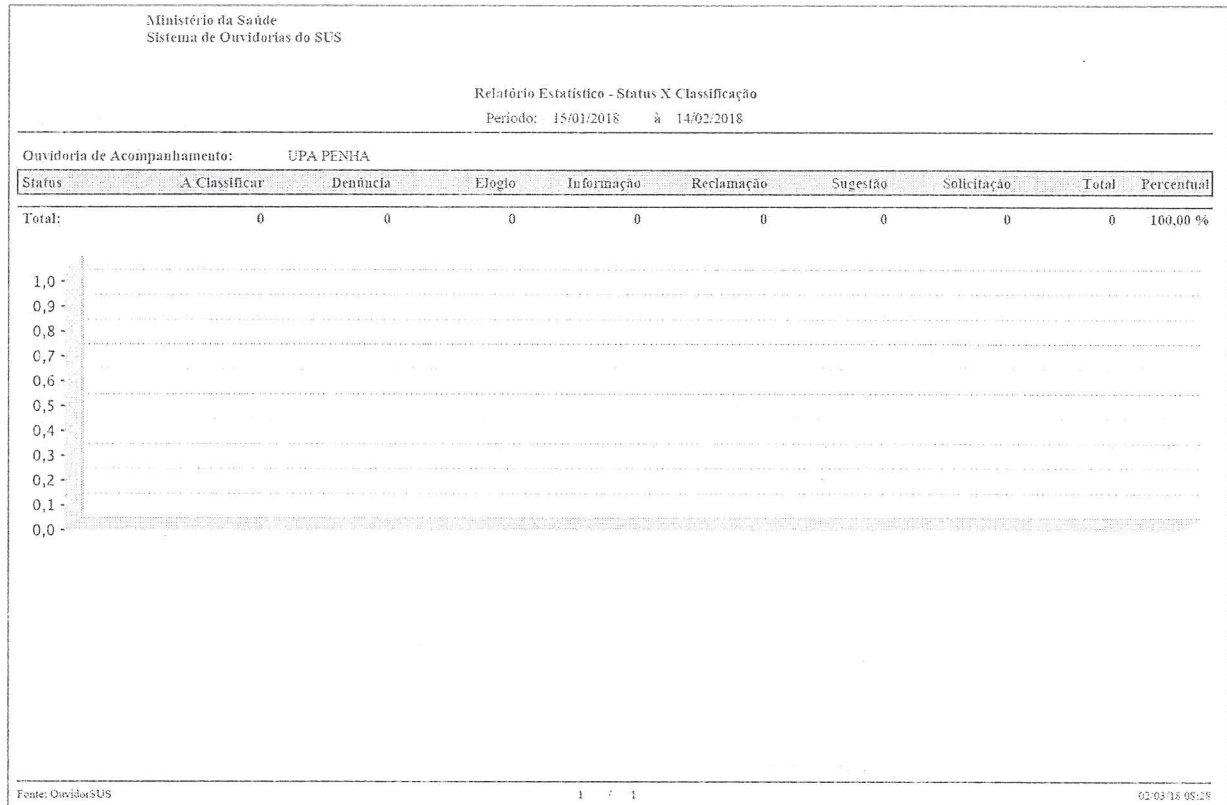 Ministério da Saúde
Sistema de Ouvidorias do SUS
Relatório Estatístico - Status X Classificação
Período: 15/01/2018 à 14/02/2018
Ouvidoria de Acompanhamento: UPA PENHA
Status A Classificar Denúncia Elogio Informação Reclamação Sugestão Solicitação Total Percentual
Total: 0 0 0 0 0 0 0 0 100,00 %
1,0
0,9
0,8
0,7
0,6
0,5
0,4
0,3
0,2
0,1
0,0
Fonte: OuvidorSUS 1 / 1 02/03/18 08:28